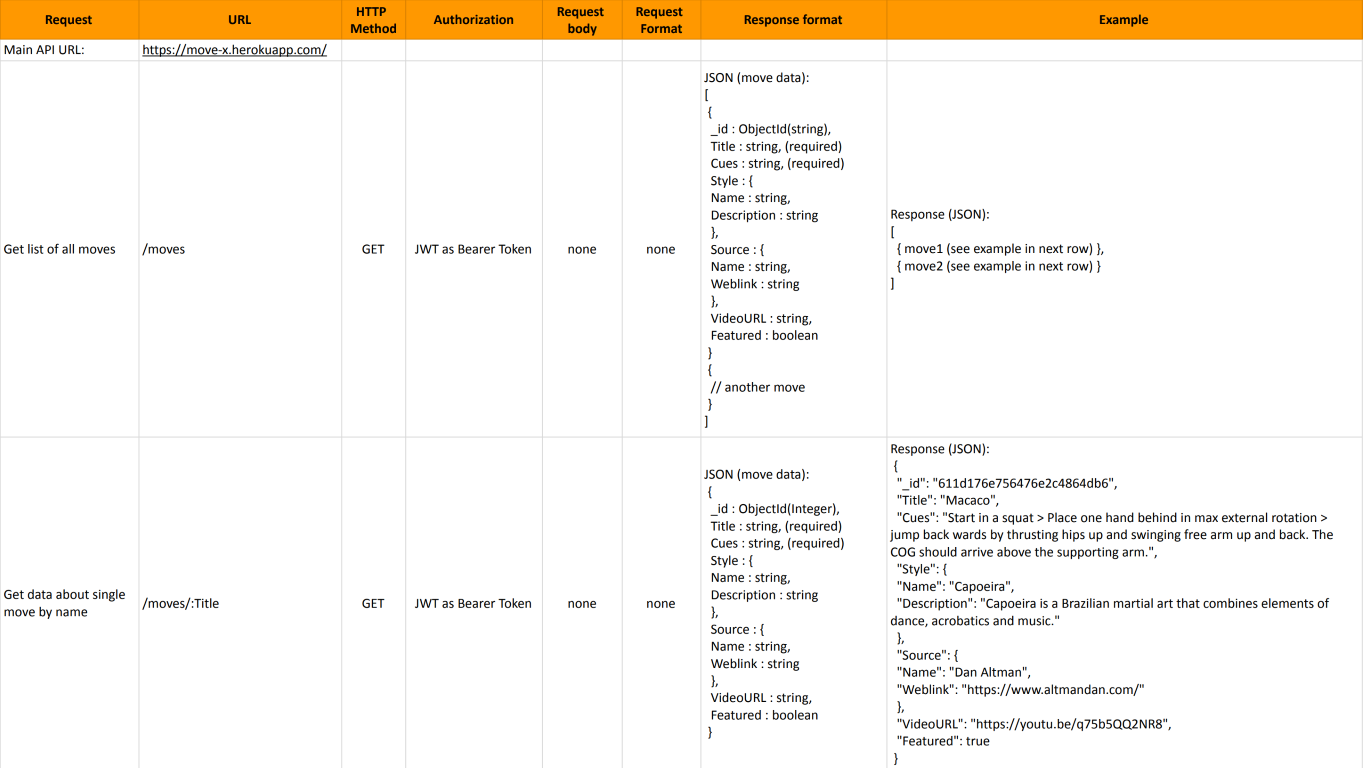 Request
URL
HTTP
Method
Authorization
Request
body
Request
Format
Response format
Example
Main API URL:
https://move-x.herokuapp.com/
Get list of all moves
/moves
GET
JWT as Bearer Token
none
none
JSON (move data):
[
{
_id : ObjectId(string),
Title : string, (required)
Cues : string, (required)
Style : {
Name : string,
Description : string
},
Source : {
Name : string,
Weblink : string
},
VideoURL : string,
Featured : boolean
}
{
// another move
}
]
Response (JSON):
[
{ move1 (see example in next row) },
{ move2 (see example in next row) }
]
Get data about single
move by name
/moves/:Title
GET
JWT as Bearer Token
none
none
JSON (move data):
{
_id : ObjectId(Integer),
Title : string, (required)
Cues : string, (required)
Style : {
Name : string,
Description : string
},
Source : {
Name : string,
Weblink : string
},
VideoURL : string,
Featured : boolean
}
Response (JSON):
{
"_id": "611d176e756476e2c4864db6",
"Title": "Macaco",
"Cues": "Start in a squat > Place one hand behind in max external rotation >
jump back wards by thrusting hips up and swinging free arm up and back. The
COG should arrive above the supporting arm.",
"Style": {
"Name": "Capoeira",
"Description": "Capoeira is a Brazilian martial art that combines elements of
dance, acrobatics and music."
},
"Source": {
"Name": "Dan Altman",
"Weblink": "https://www.altmandan.com/"
},
"VideoURL": "https://youtu.be/q75b5QQ2NR8",
"Featured": true
}